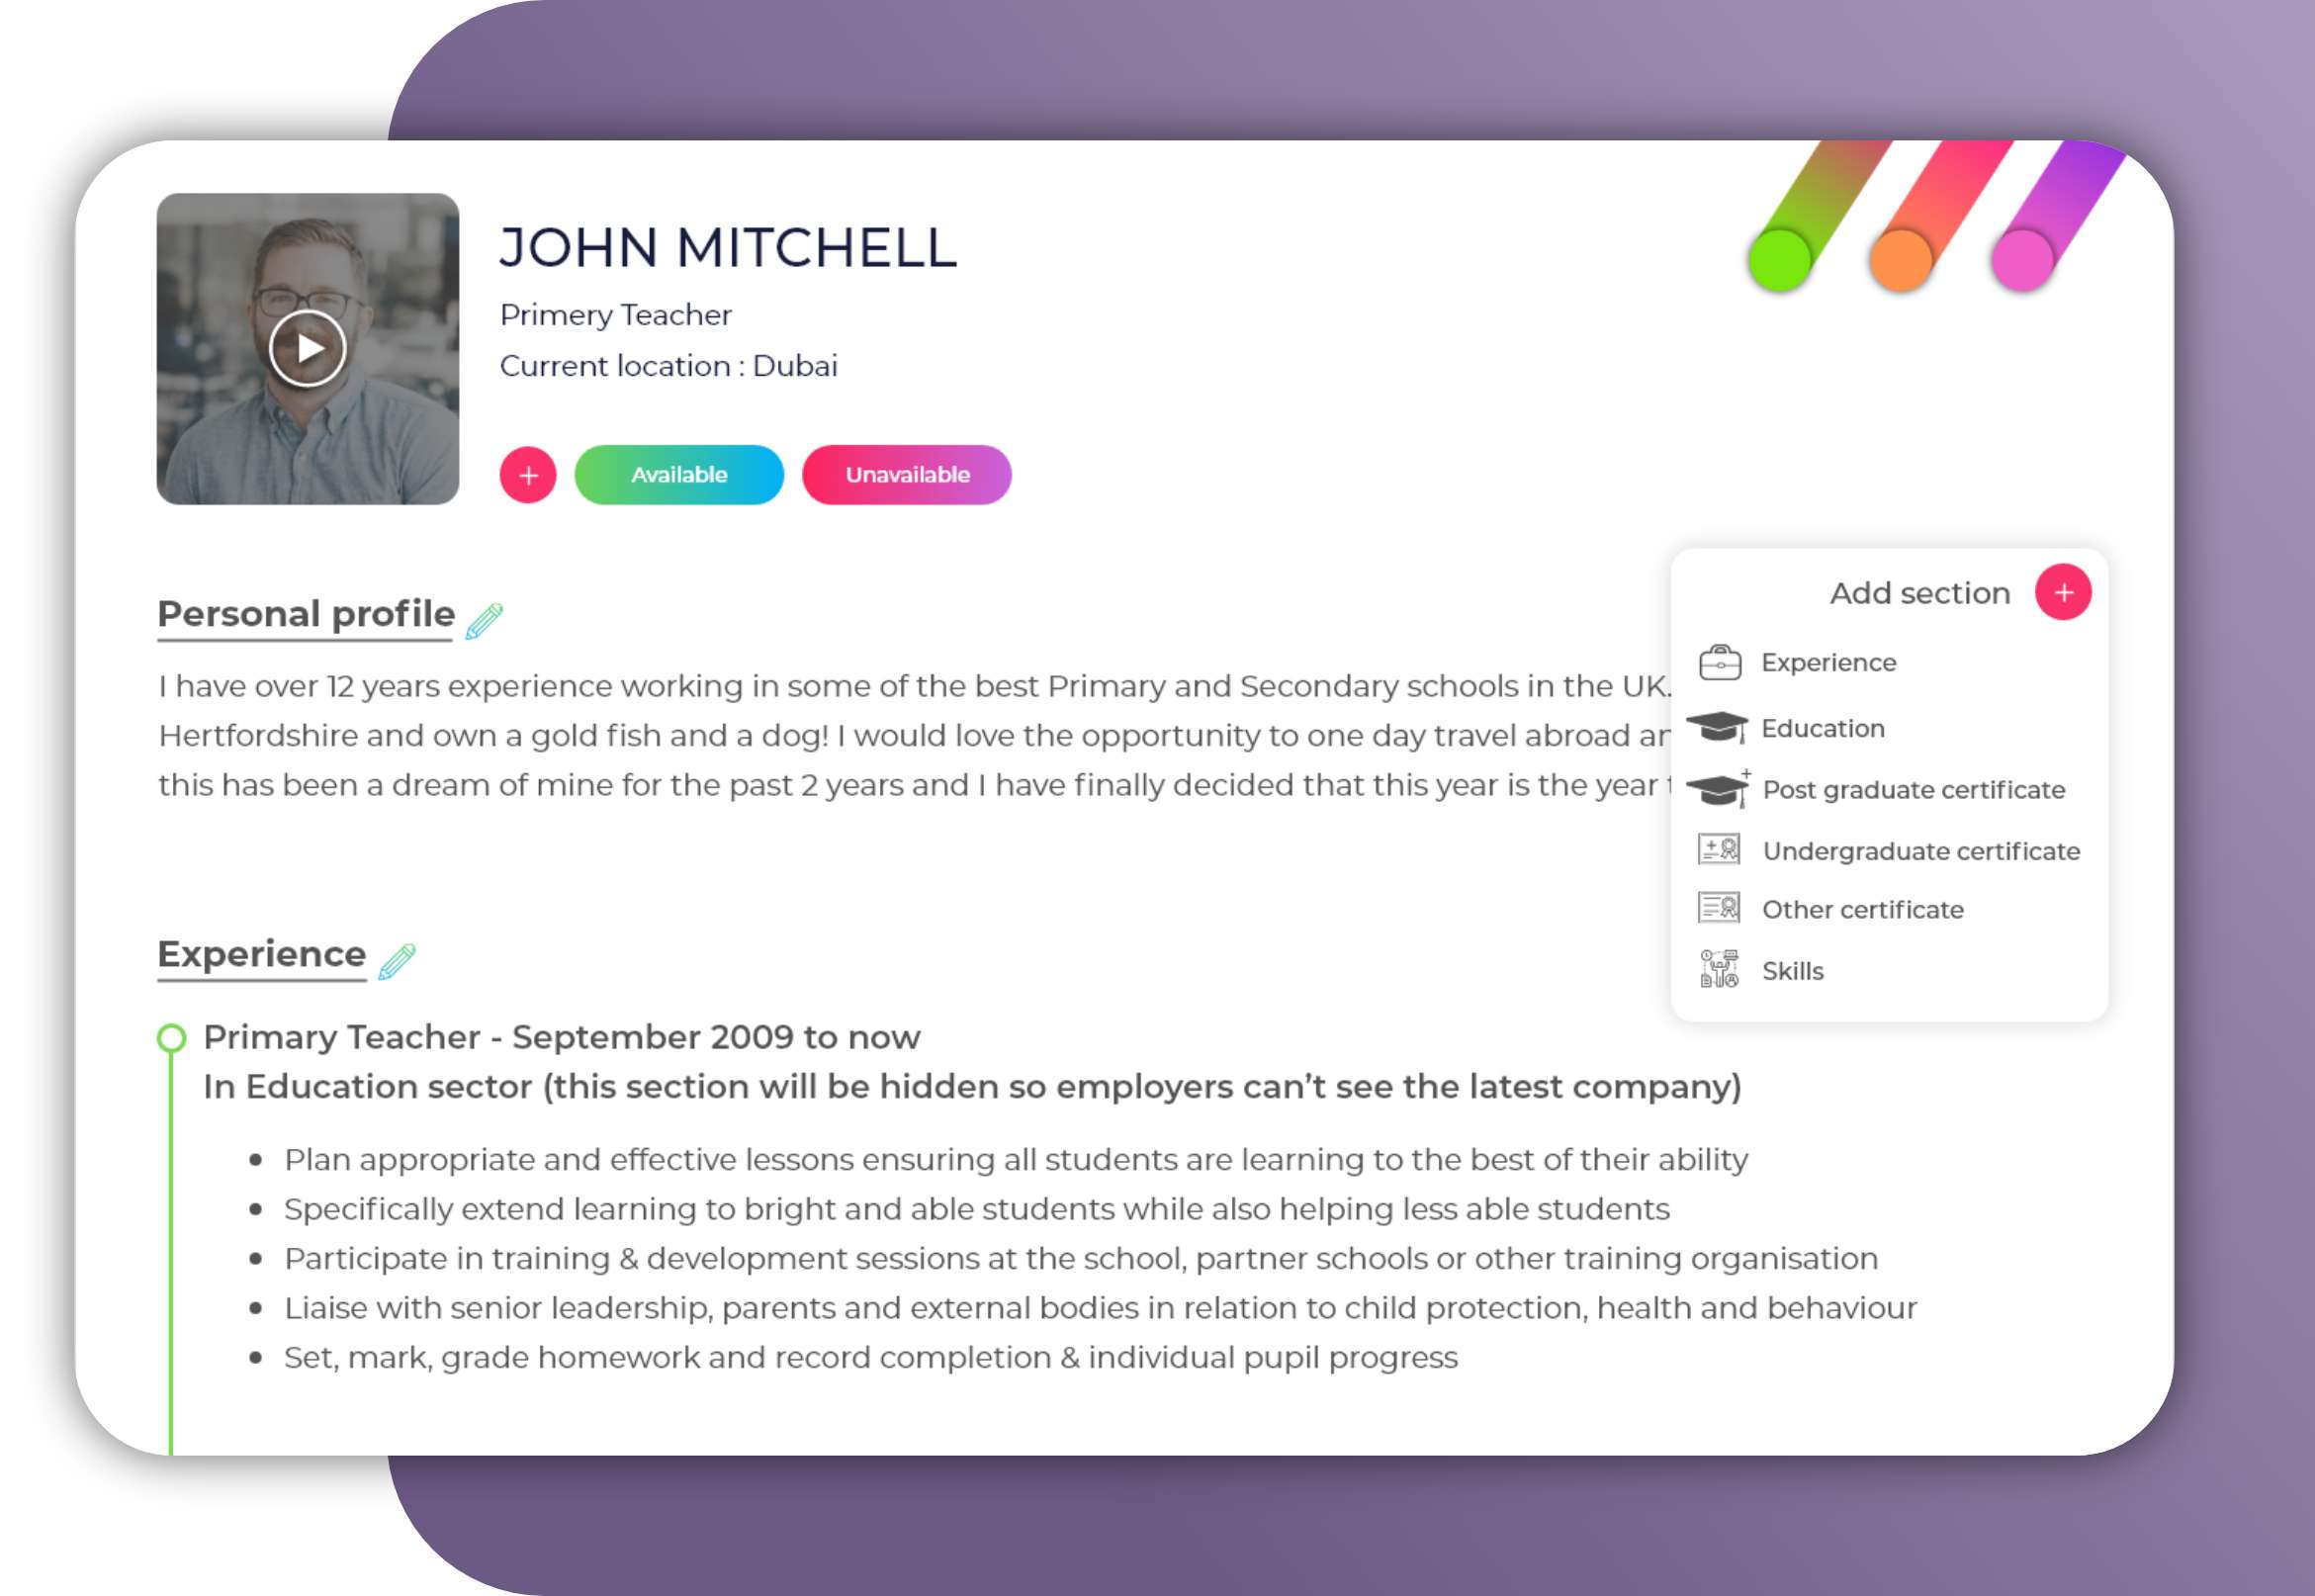 JOHN MITCHELL
Primery Teacher
Current location : Dubai
Available
Unavailable
Personal profile
I have over 12 years experience working in some of the best Primary and Secondary schools in the UK.
Hertfordshire and own a gold fish and a dog! I would love the opportunity to one day travel abroad
this has been a dream of mine for the past 2 years and I have finally decided that this year is the year
Add section
Experience
Education
Post graduate certificate
Undergraduate certificate
Other certificate
Skills
Experience
Primary Teacher - September 2009 to now
In Education sector (this section will be hidden so employers can’t see the latest company)
• Plan appropriate and effective lessons ensuring all students are learning to the best of their ability
• Specifically extend learning to bright and able students while also helping less able students
• Participate in training & development sessions at the school, partner schools or other training organisation
• Liaise with senior leadership, parents and external bodies in relation to child protection, health and behaviour
• Set, mark, grade homework and record completion & individual pupil progress